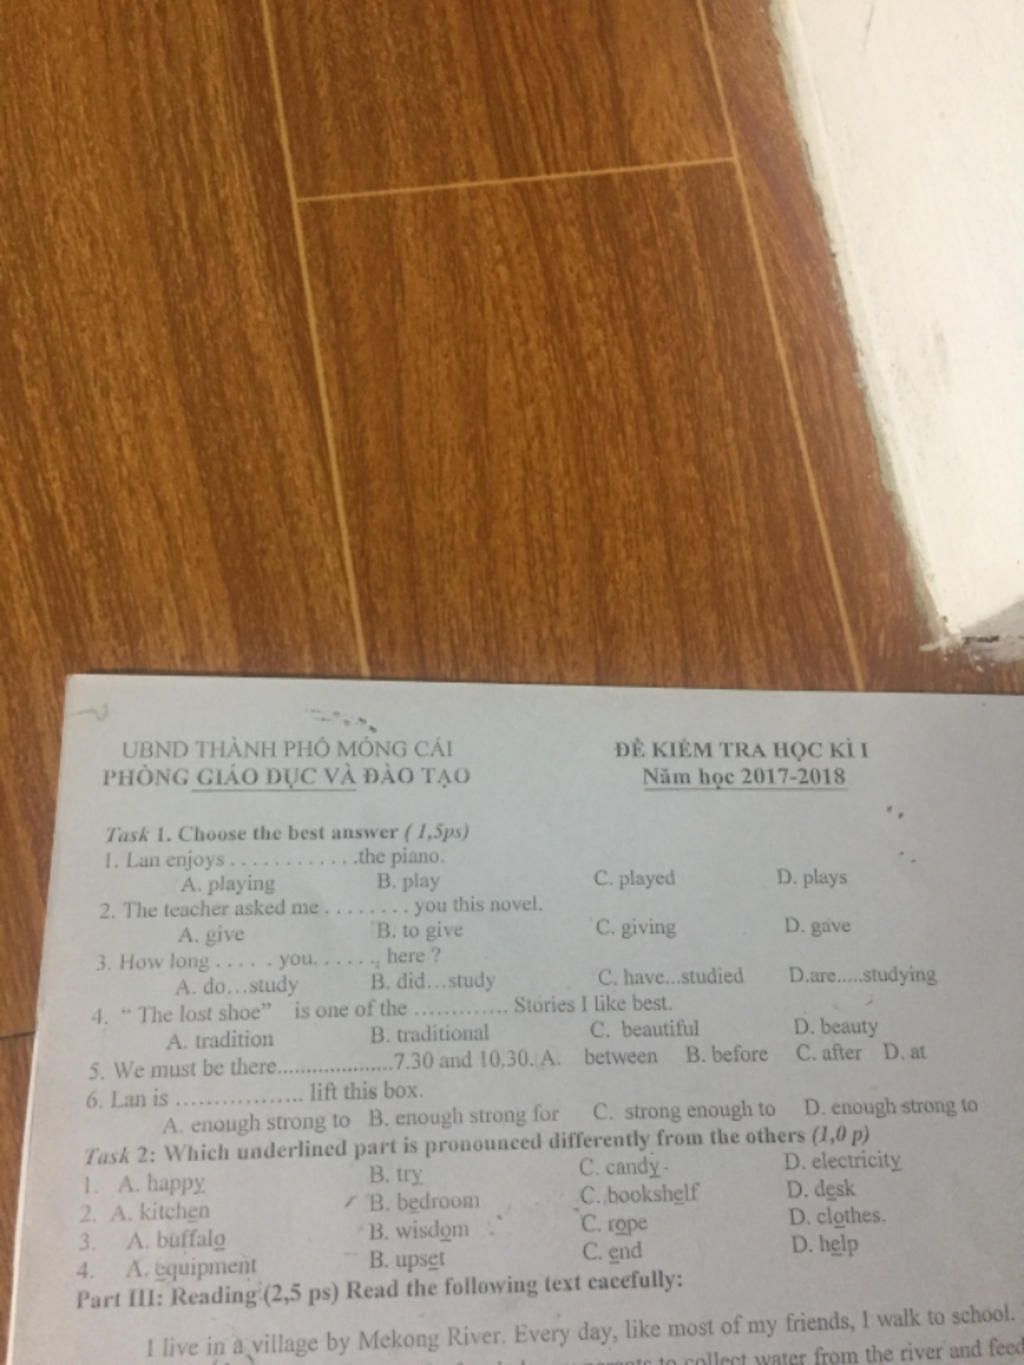 UBND THÀNH PHỐ MÓNG CÁI
PHÒNG GIÁO DỤC VÀ ĐÀO TẠO
ĐỀ KIỂM TRA HỌC KÌ I
Năm học 2017-2018
Task 1. Choose the best answer ( 1,5ps)
1. Lan enjoys . . . . . . . . . . . .the piano.
A. playing B. play C. played D. plays
2. The teacher asked me . . . . . . . . you this novel.
A. give B. to give C. giving D. gave
3. How long . . . . . you. . . . . ., here ?
A. do...study B. did...study C. have...studied D.are.....studying
4. “ The lost shoe” is one of the ............. Stories I like best.
A. tradition B. traditional C. beautiful D. beauty
5. We must be there....................7.30 and 10.30. A. between B. before C. after D. at
6. Lan is .................. lift this box.
A. enough strong to B. enough strong for C. strong enough to D. enough strong to
Task 2: Which underlined part is pronounced differently from the others (1,0 p)
1. A. happy B. try C. candy D. electricity
2. A. kitchen B. bedroom C. bookshelf D. desk
3. A. buffalo B. wisdom C. rope D. clothes.
4. A. equipment B. upset C. end D. help
Part III: Reading (2,5 ps) Read the following text cacefully:
I live in a village by Mekong River. Every day, like most of my friends, I walk to school.
to collect water from the river and feed